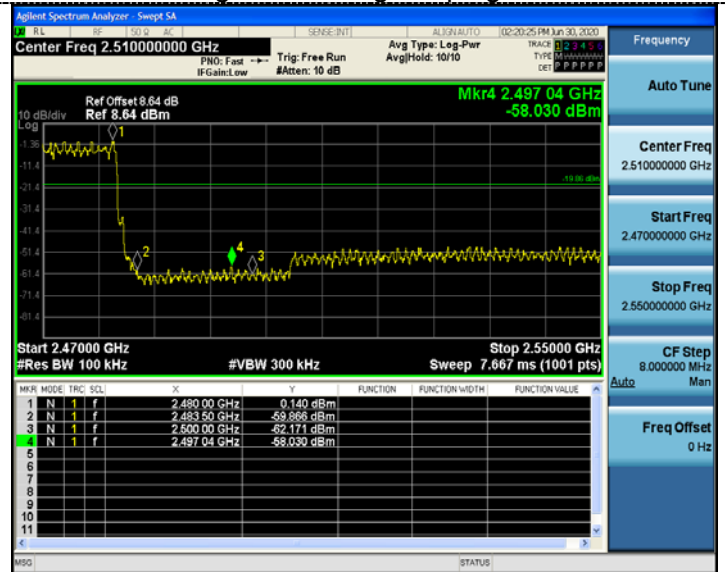 Agilent Spectrum Analyzer - Swept SA
RL RF 50 Ω AC SENSE:INT ALIGN AUTO 02:20:25 PM Jun 30, 2020
Center Freq 2.510000000 GHz
PNO: Fast
IFGain:Low
Trig: Free Run
#Atten: 10 dB
Avg Type: Log-Pwr
Avg|Hold: 10/10
TRACE 1 2 3 4 5 6
TYPE
DET P P P P P P
Mkr4 2.497 04 GHz
-58.030 dBm
Ref Offset 8.64 dB
10 dB/div Ref 8.64 dBm
Log
-1.36
-11.4
-21.4
-31.4
-41.4
-51.4
-61.4
-71.4
-81.4
1
2
4
3
-19.86 dBm
Start 2.47000 GHz Stop 2.55000 GHz
#Res BW 100 kHz #VBW 300 kHz Sweep 7.667 ms (1001 pts)
MKR MODE TRC SCL X Y FUNCTION FUNCTION WIDTH FUNCTION VALUE
1 N 1 f 2.480 00 GHz 0.140 dBm
2 N 1 f 2.483 50 GHz -59.866 dBm
3 N 1 f 2.500 00 GHz -62.171 dBm
4 N 1 f 2.497 04 GHz -58.030 dBm
5
6
7
8
9
10
11
MSG STATUS
Frequency
Auto Tune
Center Freq
2.510000000 GHz
Start Freq
2.470000000 GHz
Stop Freq
2.550000000 GHz
CF Step
8.000000 MHz
Auto Man
Freq Offset
0 Hz